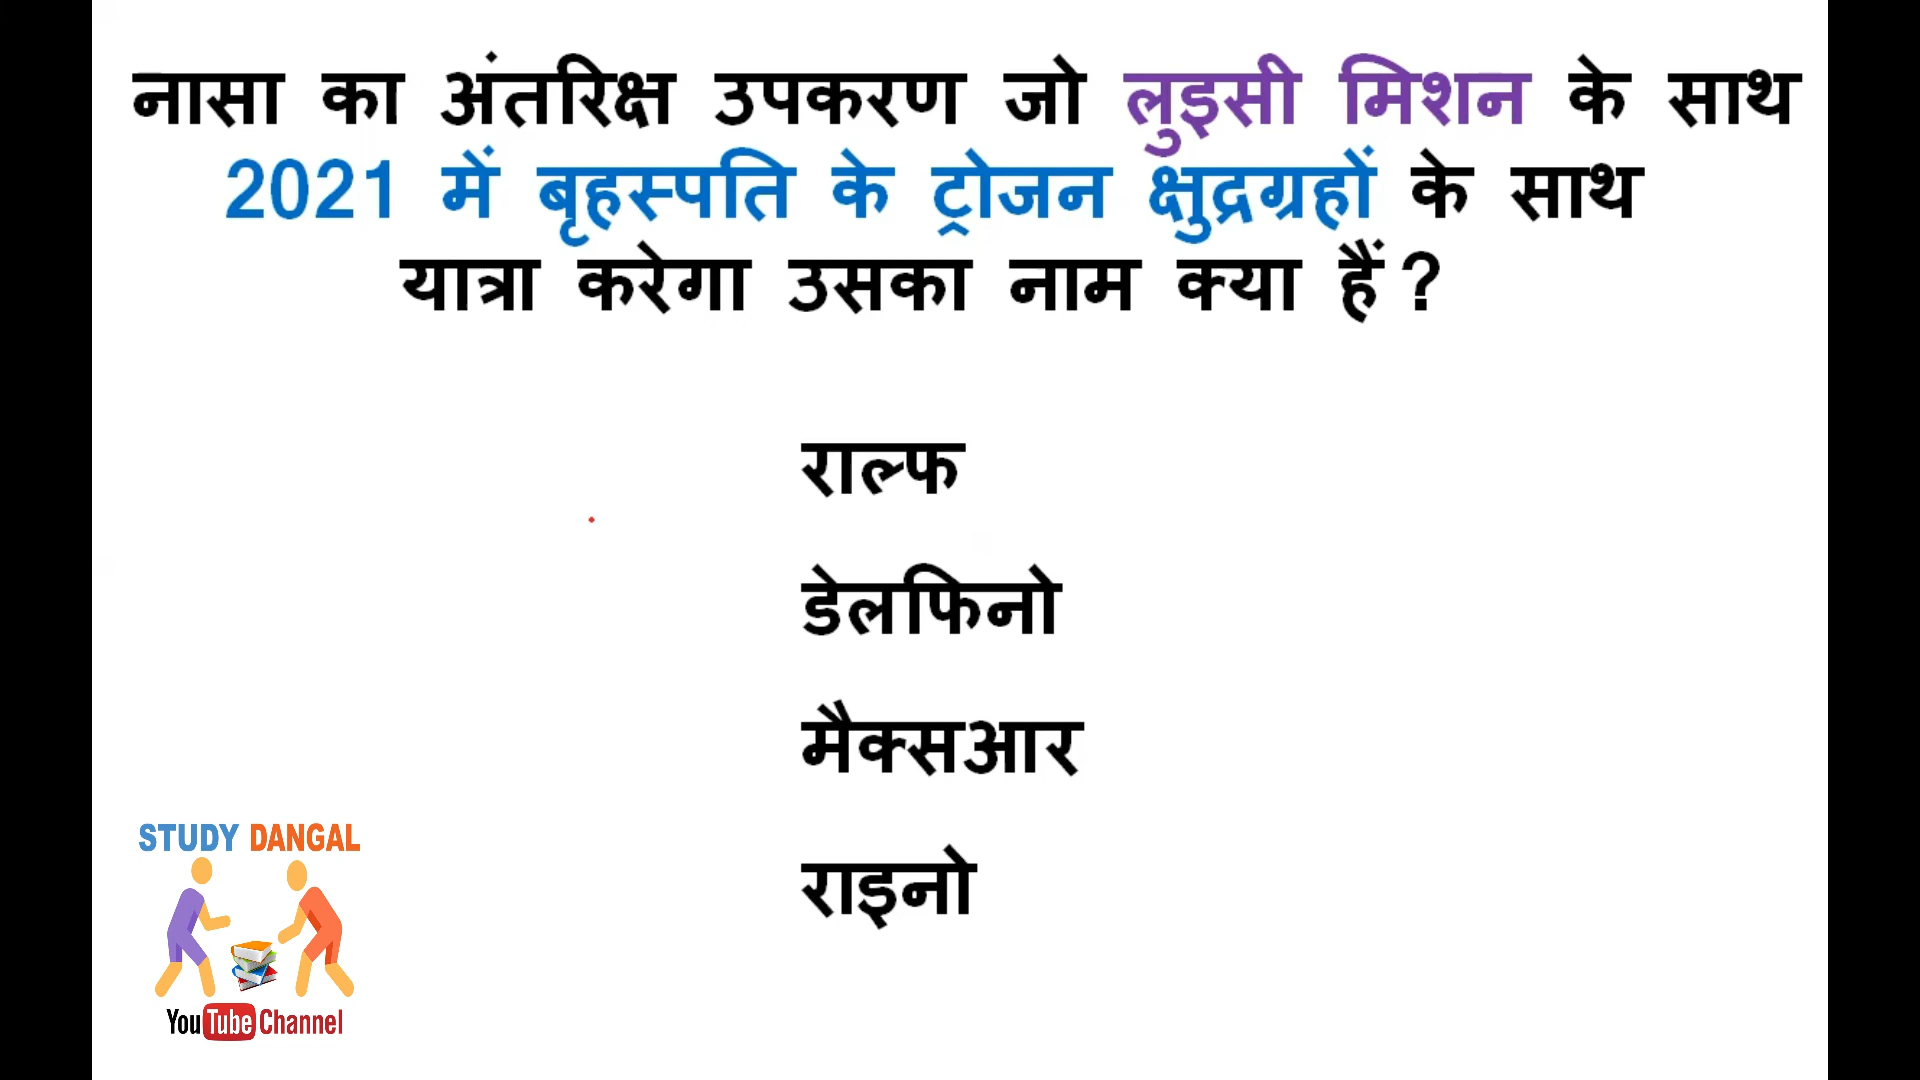 नासा का अंतरिक्ष उपकरण जो लुइसी मिशन के साथ
2021 में बृहस्पति के ट्रोजन क्षुद्रग्रहों के साथ
यात्रा करेगा उसका नाम क्या हैं ?
राल्फ
डेलफिनो
मैक्सआर
राइनो
STUDY DANGAL
YouTube Channel